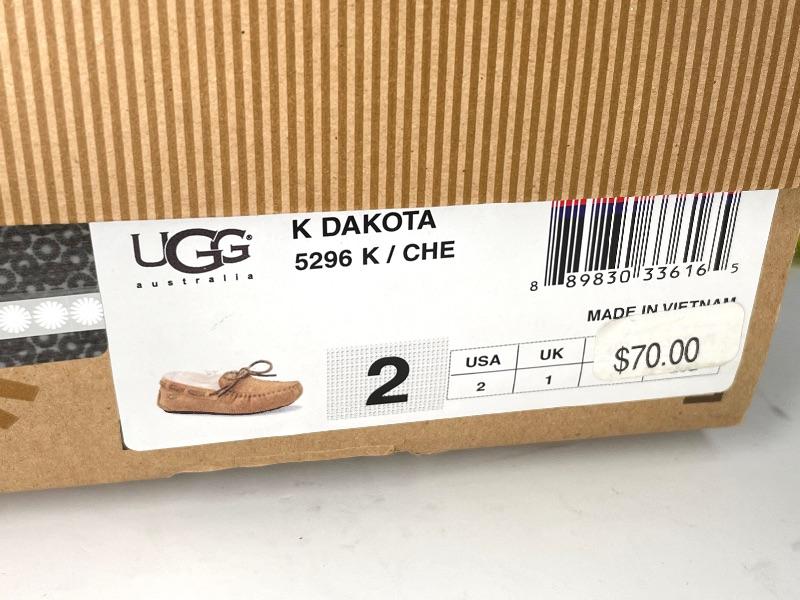 UGG®
australia
K DAKOTA
5296 K / CHE
8 89830 33616 5
MADE IN VIETNAM
$70.00
2
USA UK
2 1